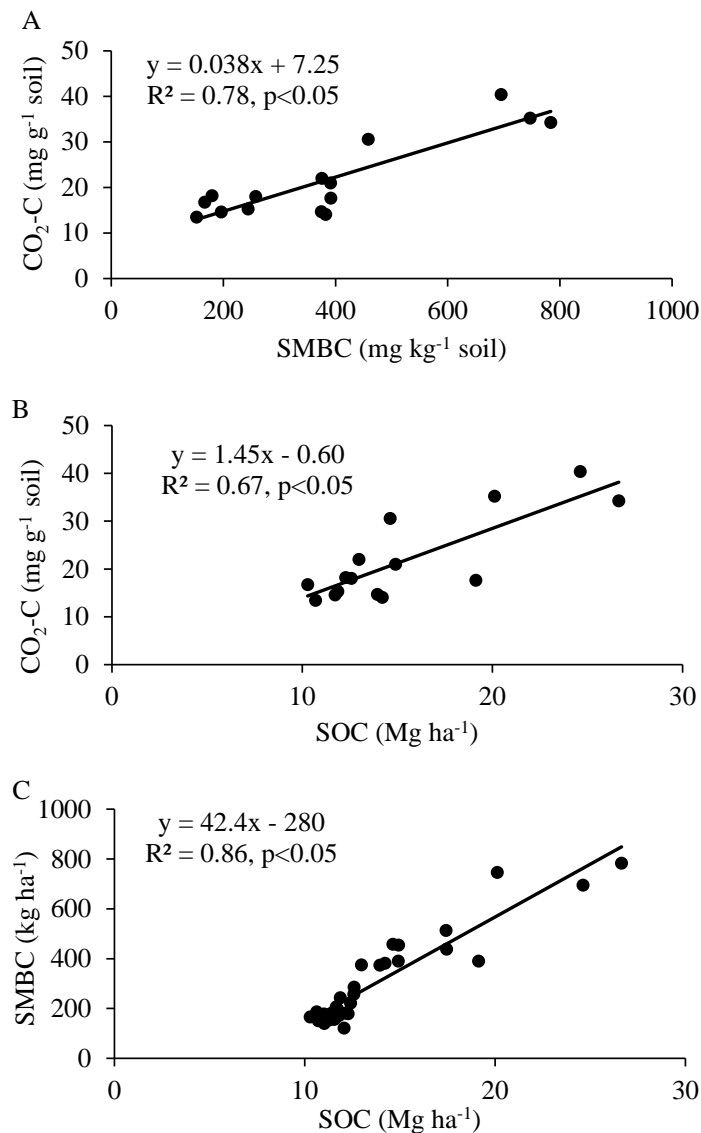 A
y = 0.038x + 7.25
R² = 0.78, p<0.05
50
40
30
20
10
0
CO₂-C (mg g⁻¹ soil)
0 200 400 600 800 1000
SMBC (mg kg⁻¹ soil)
B
y = 1.45x - 0.60
R² = 0.67, p<0.05
50
40
30
20
10
0
CO₂-C (mg g⁻¹ soil)
0 10 20 30
SOC (Mg ha⁻¹)
C
y = 42.4x - 280
R² = 0.86, p<0.05
1000
800
600
400
200
0
SMBC (kg ha⁻¹)
0 10 20 30
SOC (Mg ha⁻¹)